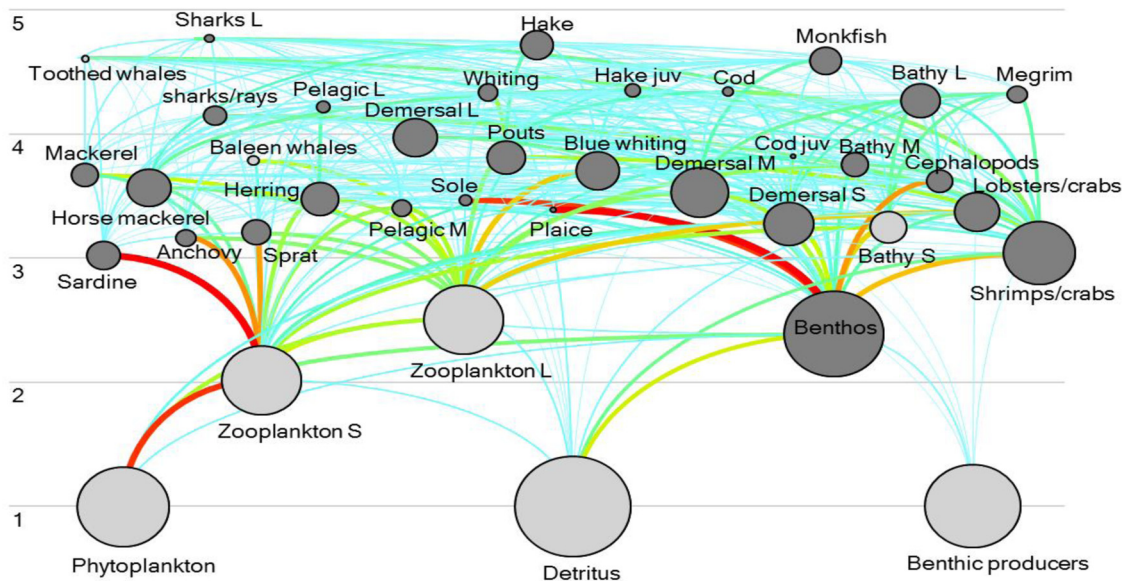 5
Sharks L
Hake
Monkfish
Toothed whales
Whiting
Hake juv
Cod
Bathy L
Megrim
sharks/rays
Pelagic L
Demersal L
4
Mackerel
Baleen whales
Pouts
Blue whiting
Cod juv
Bathy M
Demersal M
Cephalopods
Herring
Sole
Demersal S
Lobsters/crabs
Horse mackerel
Pelagic M
Plaice
Anchovy
Sprat
Bathy S
3
Sardine
Shrimps/crabs
Benthos
Zooplankton L
2
Zooplankton S
1
Phytoplankton
Detritus
Benthic producers